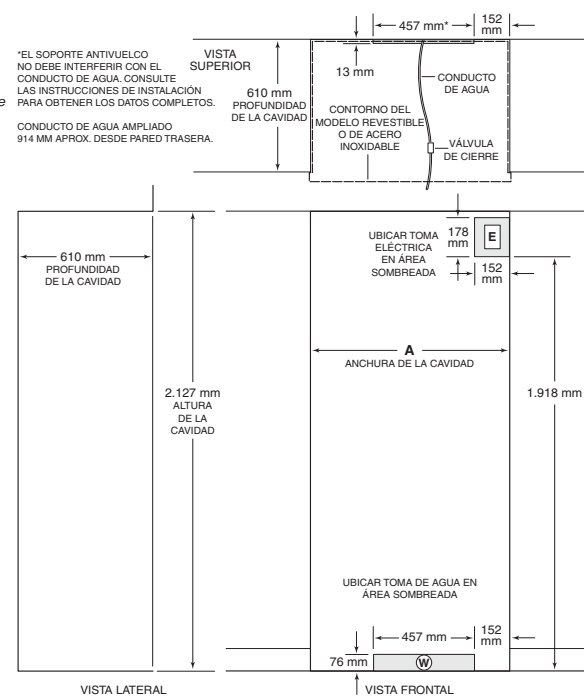 *EL SOPORTE ANTIVUELCO
NO DEBE INTERFERIR CON EL
CONDUCTO DE AGUA. CONSULTE
LAS INSTRUCCIONES DE INSTALACIÓN
PARA OBTENER LOS DATOS COMPLETOS.
CONDUCTO DE AGUA AMPLIADO
914 MM APROX. DESDE PARED TRASERA.
e
VISTA
SUPERIOR
457 mm*
152
mm
13 mm
610 mm
PROFUNDIDAD
DE LA CAVIDAD
CONDUCTO
DE AGUA
CONTORNO DEL
MODELO REVESTIBLE
O DE ACERO
INOXIDABLE
VÁLVULA
DE CIERRE
610 mm
PROFUNDIDAD
DE LA CAVIDAD
2.127 mm
ALTURA
DE LA
CAVIDAD
UBICAR TOMA
ELÉCTRICA
EN ÁREA
SOMBREADA
178
mm
E
152
mm
A
ANCHURA DE LA CAVIDAD
1.918 mm
UBICAR TOMA DE AGUA EN
ÁREA SOMBREADA
457 mm
152
mm
76 mm
W
VISTA LATERAL
VISTA FRONTAL